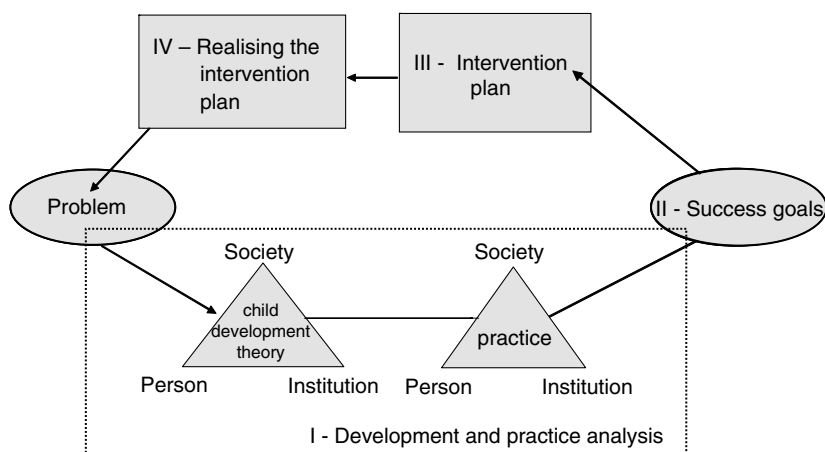 IV – Realising the
intervention
plan
III - Intervention
plan
Problem
II - Success goals
Society
Society
child
development
theory
practice
Person
Institution
Person
Institution
I - Development and practice analysis